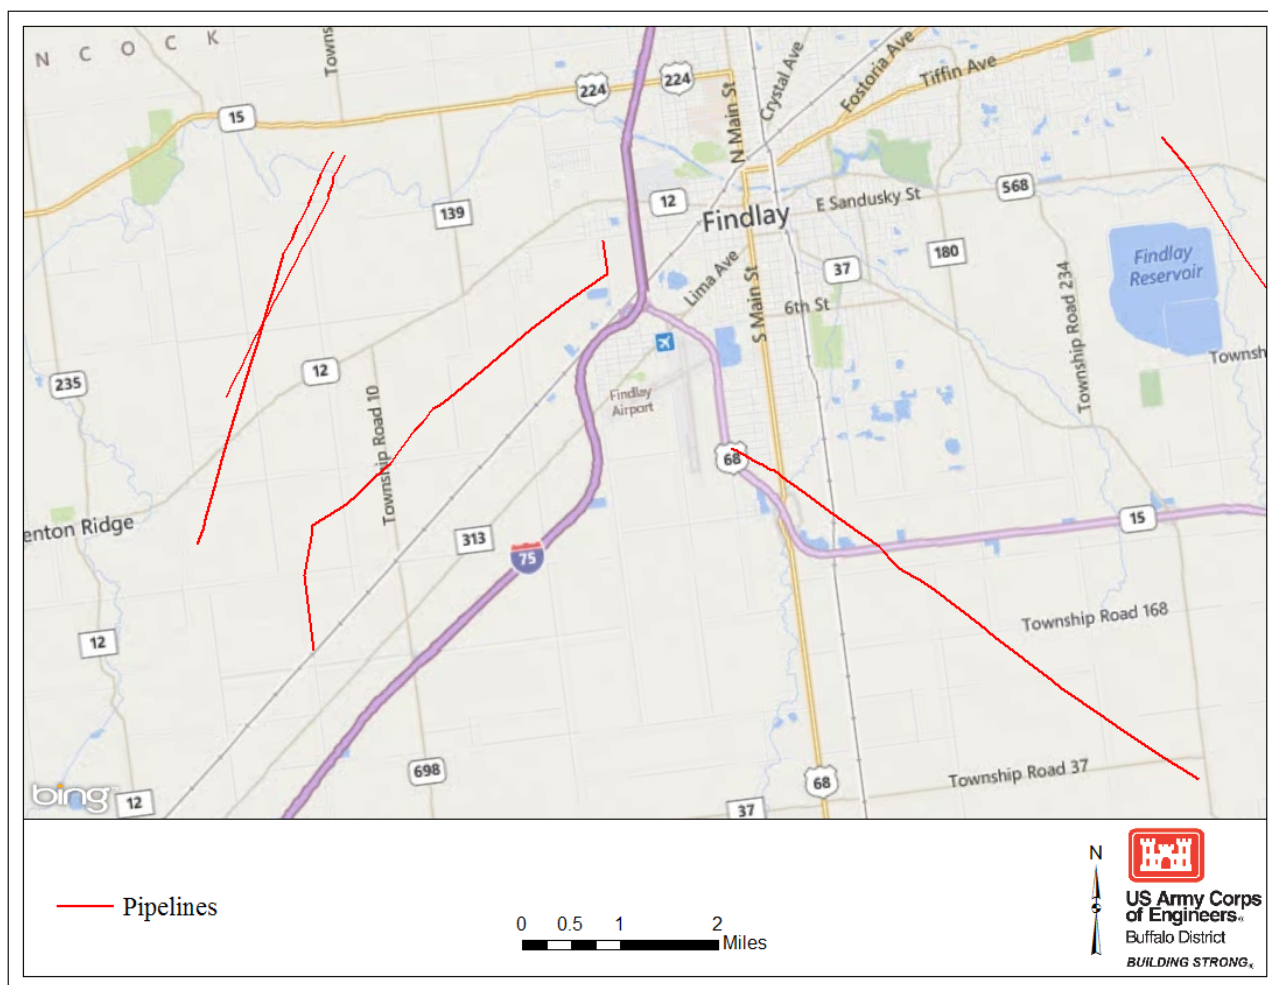 N C O C K
Towns
224
224
15
N Main St
Crystal Ave
Fostoria Ave
Tiffin Ave
139
12
Findlay
E Sandusky St
568
180
37
Lima Ave
S Main St
6th St
Township Road 234
Findlay
Reservoir
Townsh
235
12
Township Road 10
Findlay
Airport
68
enton Ridge
313
75
15
12
Township Road 168
698
68
Township Road 37
bing
12
37
Pipelines
0 0.5 1 2
Miles
N
US Army Corps
of Engineers®
Buffalo District
BUILDING STRONG®